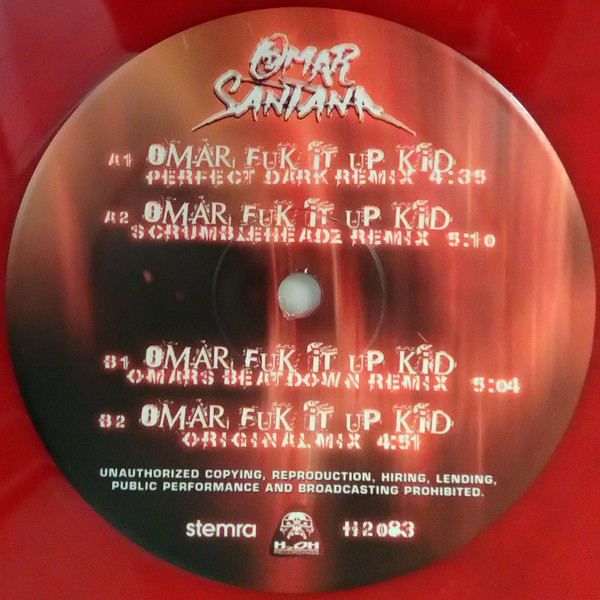 OMAR
SANTANA
A1 OMAR, FUK iT UP KiD
PERFECT DARK REMIX 4:35
A2 OMAR, FUK iT UP KiD
SCRUMBLEHEADZ REMIX 5:10
B1 OMAR, FUK iT UP KiD
OMARS BEATDOWN REMIX 5:04
B2 OMAR, FUK iT UP KiD
ORIGINAL MIX 4:51
UNAUTHORIZED COPYING, REPRODUCTION, HIRING, LENDING,
PUBLIC PERFORMANCE AND BROADCASTING PROHIBITED.
stemra H2OH RECORDINGS H2083